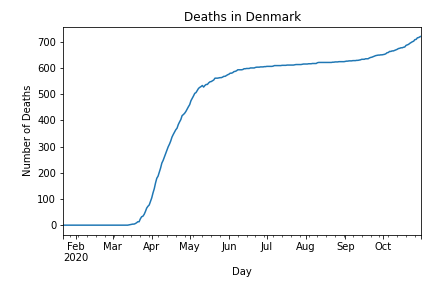 Deaths in Denmark
Number of Deaths
700
600
500
400
300
200
100
0
Feb Mar Apr May Jun Jul Aug Sep Oct
2020
Day